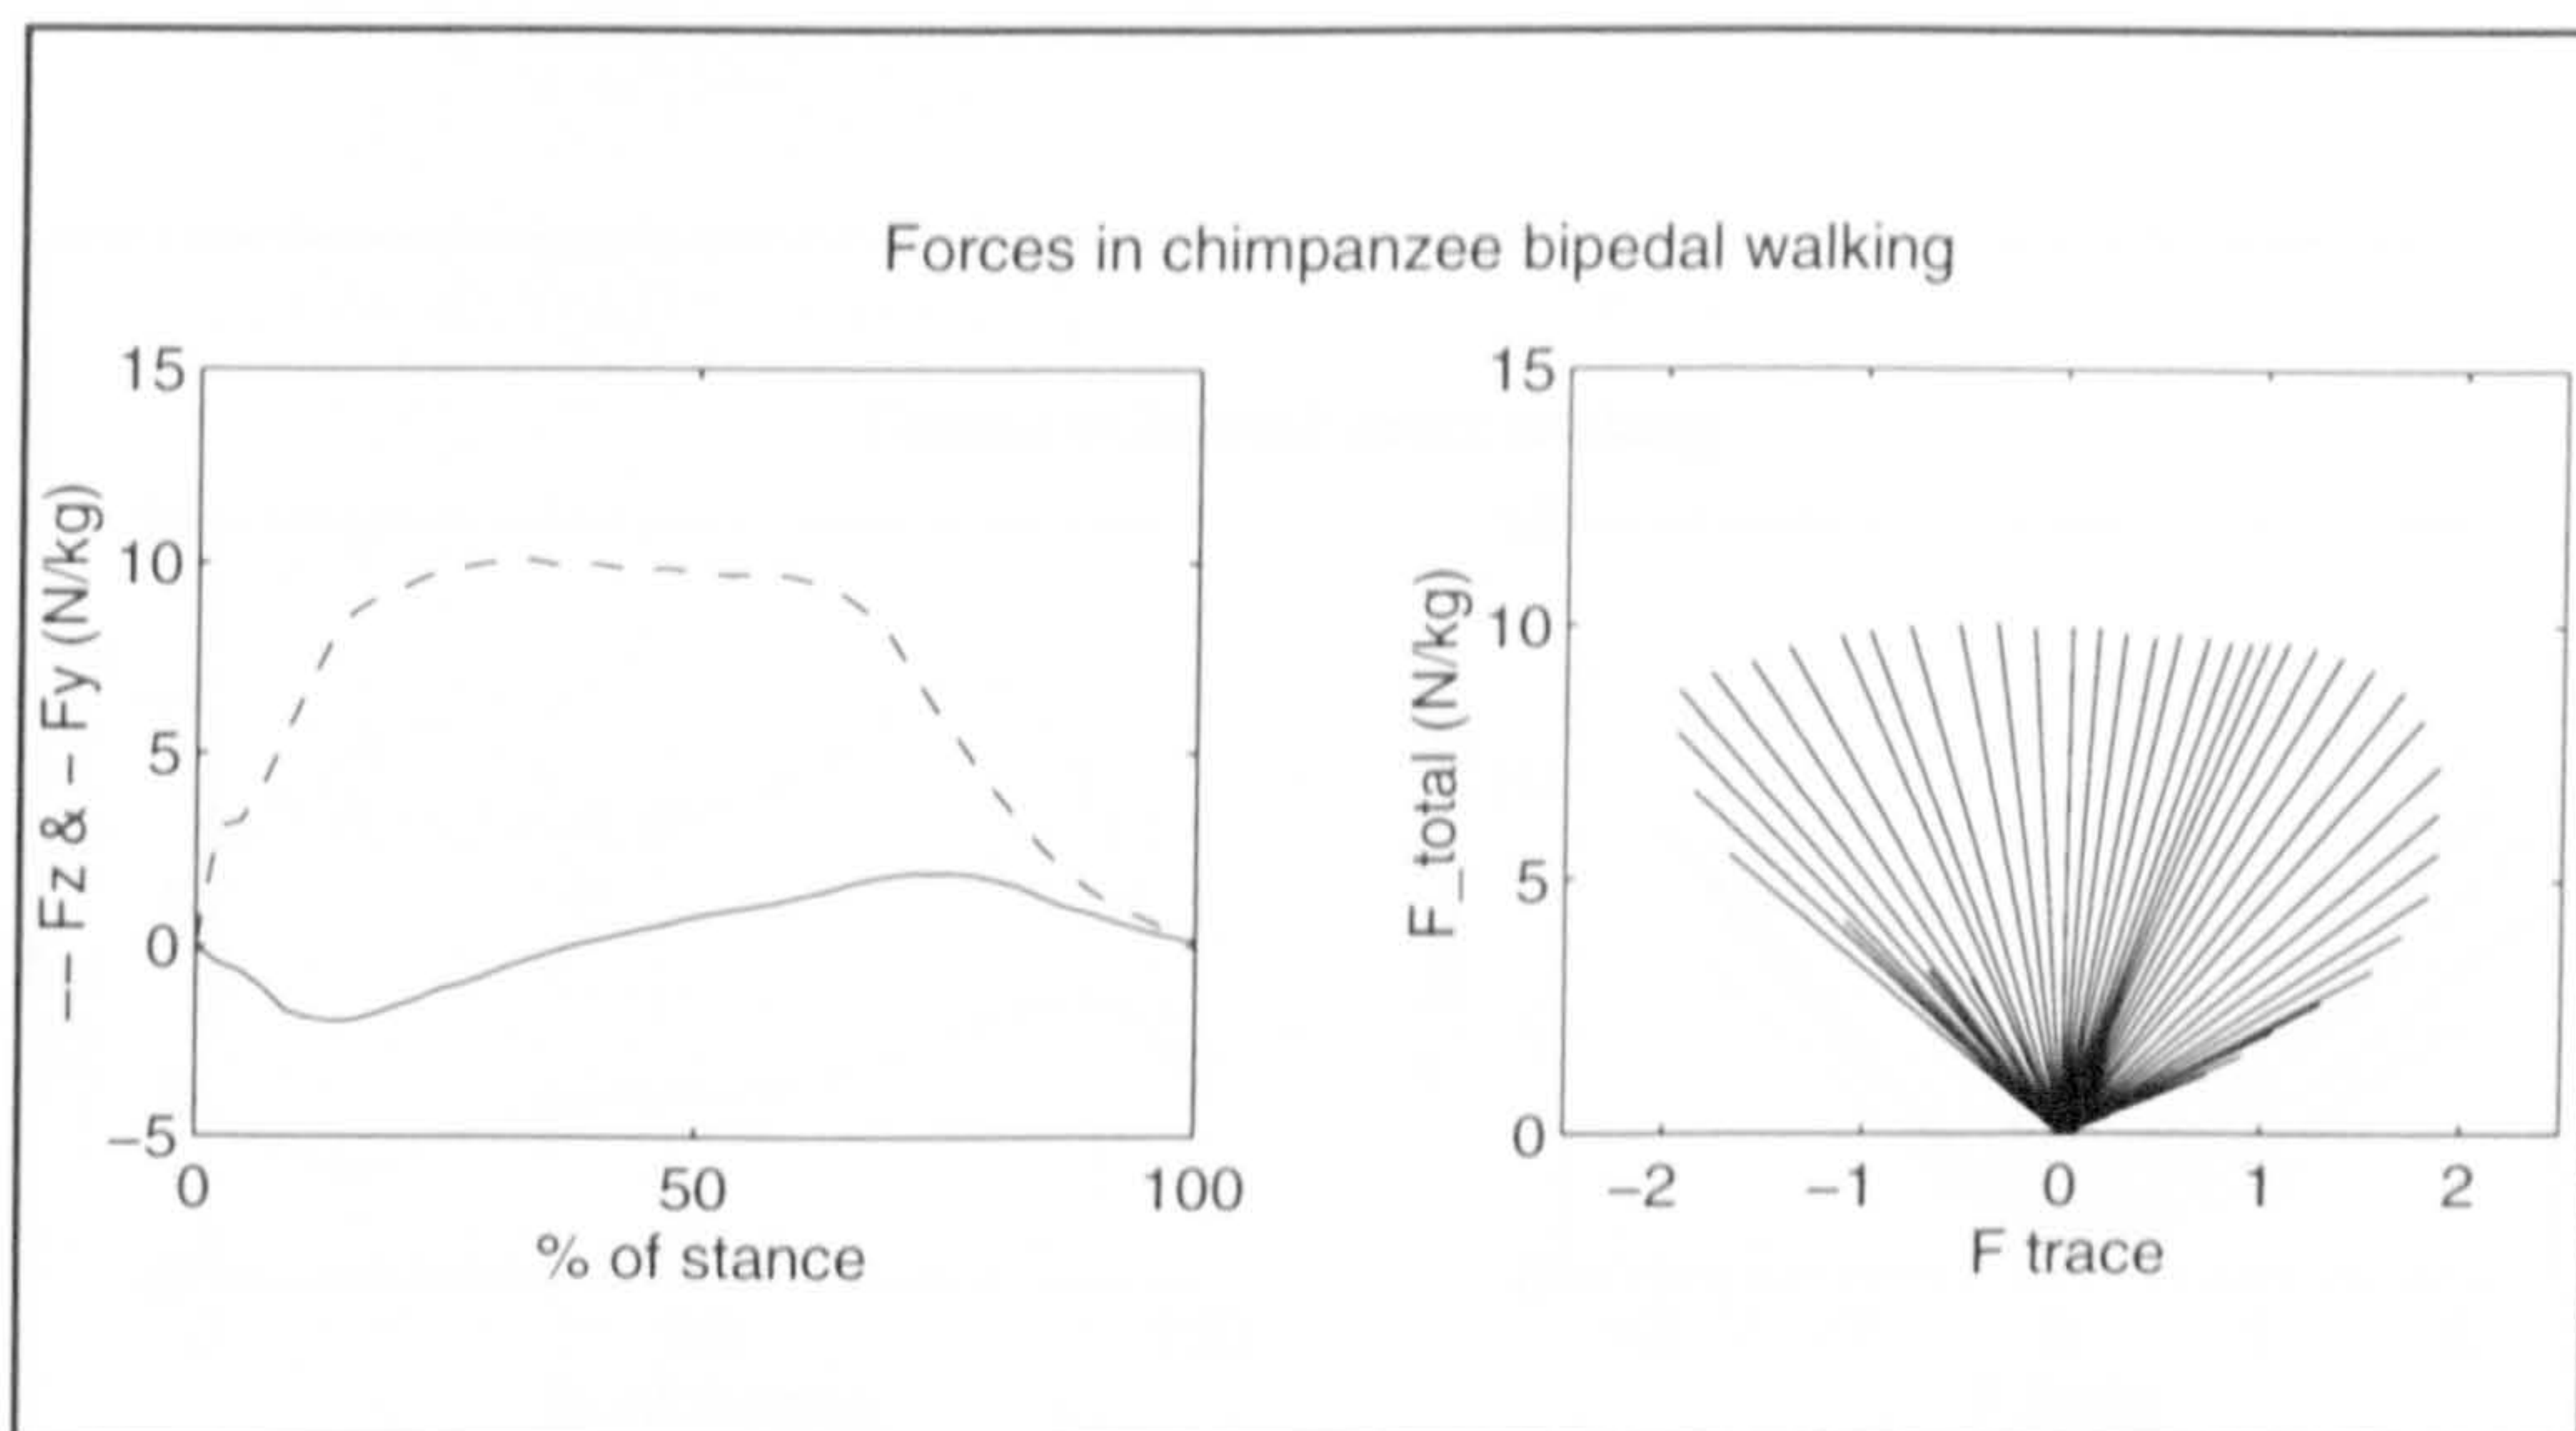 Forces in chimpanzee bipedal walking
15
10
5
0
−5
−− Fz & − Fy (N/kg)
0 50 100
% of stance
15
10
5
0
F_total (N/kg)
−2 −1 0 1 2
F trace